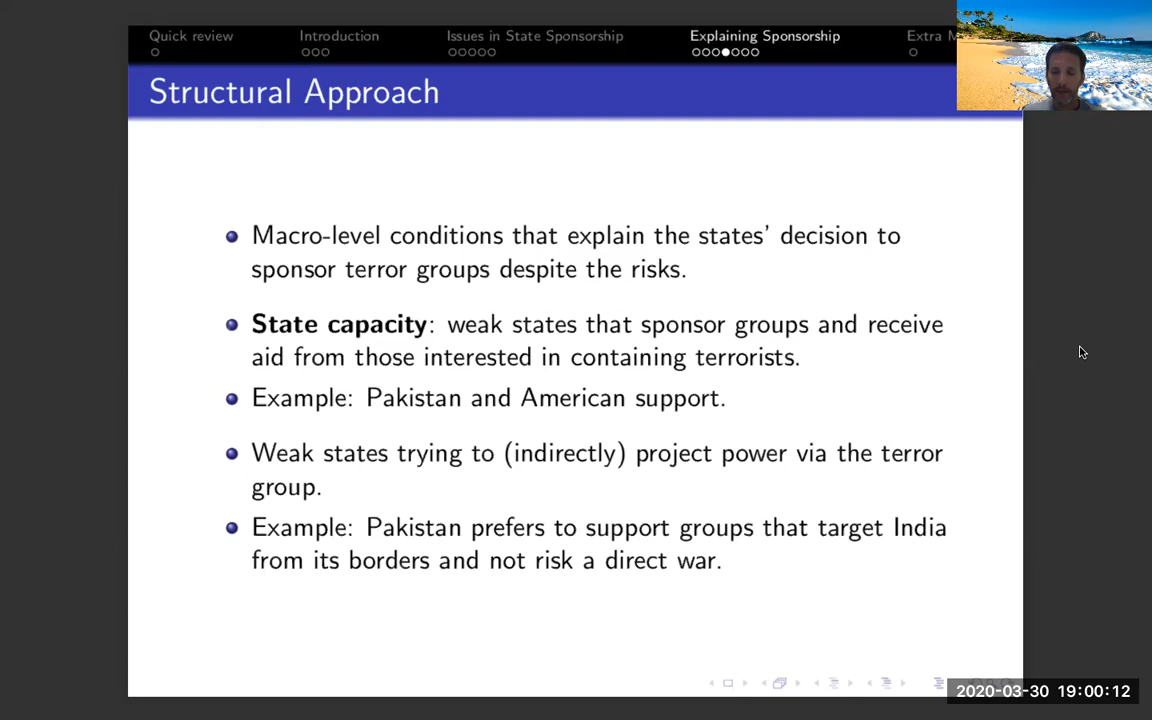 Quick review
Introduction
Issues in State Sponsorship
Explaining Sponsorship
Extra
Structural Approach
Macro-level conditions that explain the states' decision to
sponsor terror groups despite the risks.
State capacity: weak states that sponsor groups and receive
aid from those interested in containing terrorists.
Example: Pakistan and American support.
Weak states trying to (indirectly) project power via the terror
group.
Example: Pakistan prefers to support groups that target India
from its borders and not risk a direct war.
2020-03-30 19:00:12